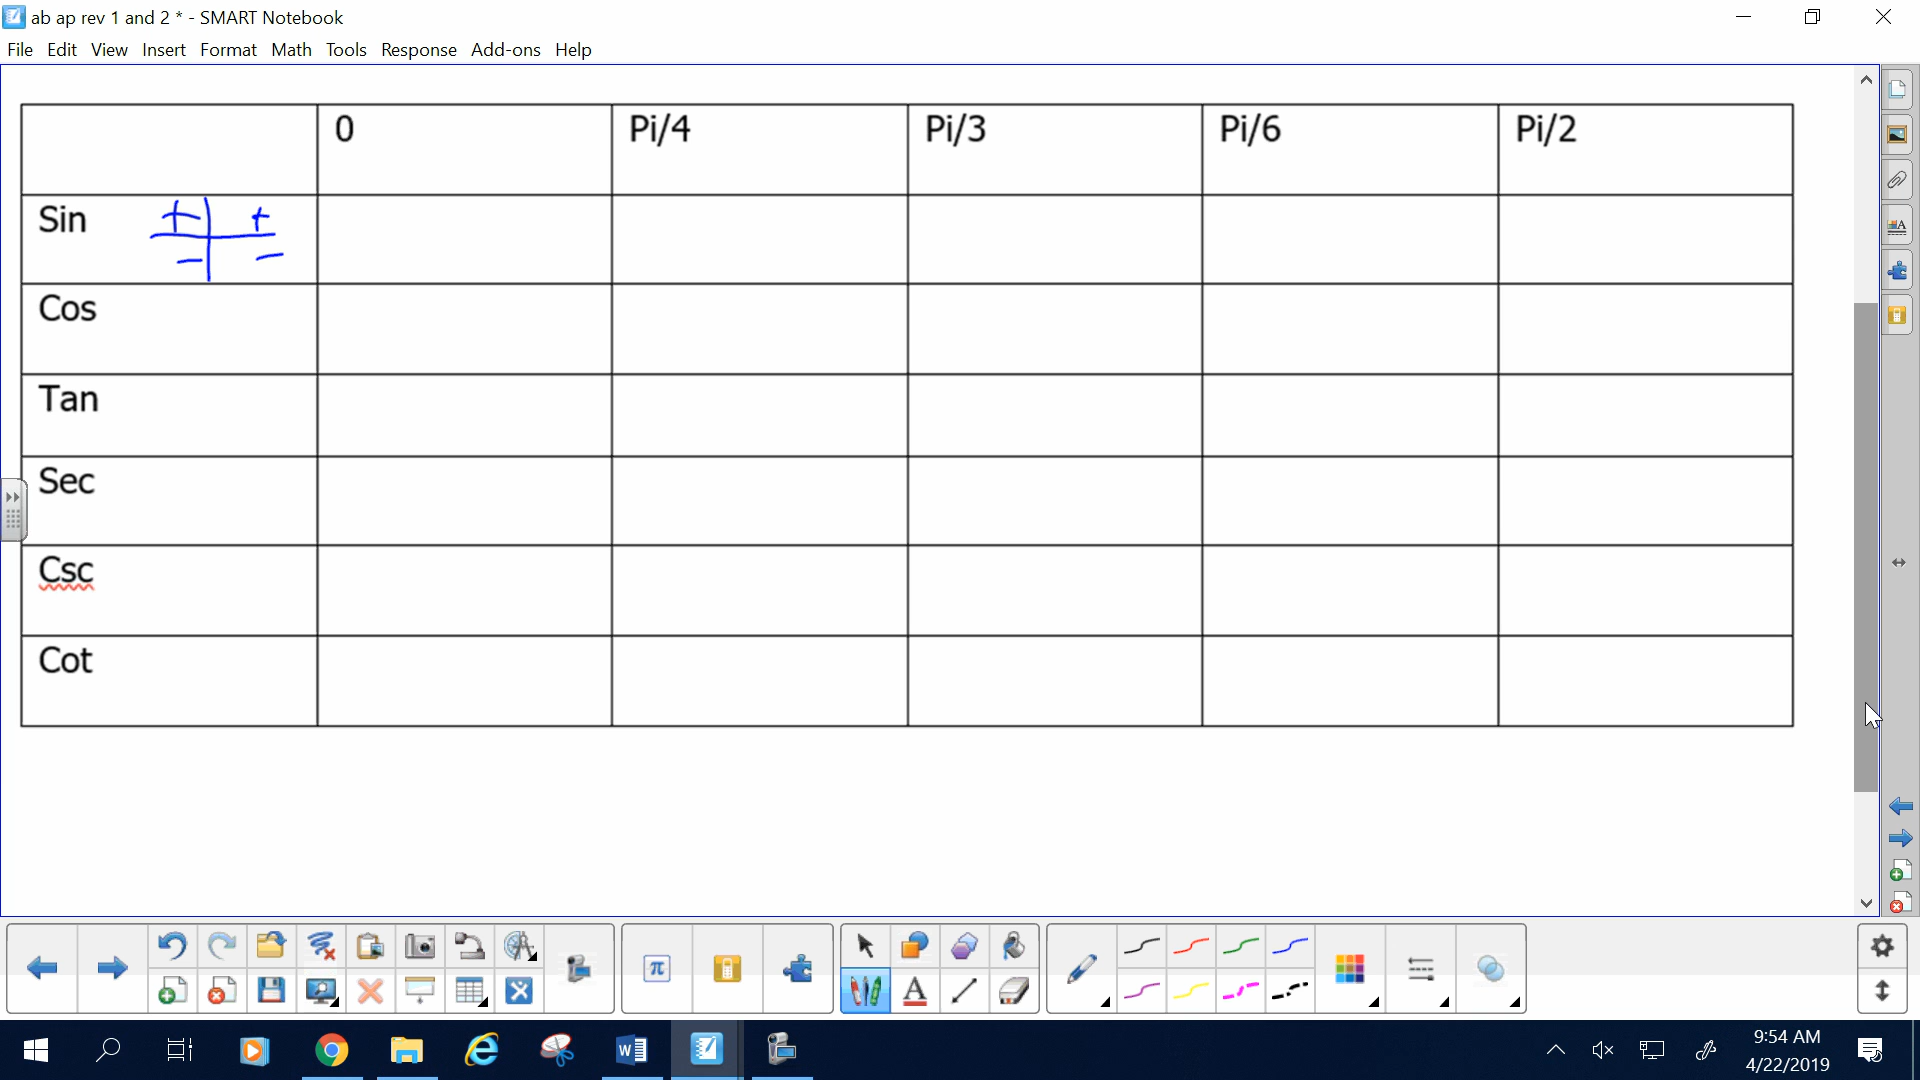 ab ap rev 1 and 2 * - SMART Notebook
File Edit View Insert Format Math Tools Response Add-ons Help
0 Pi/4 Pi/3 Pi/6 Pi/2
Sin + +
- -
Cos
Tan
Sec
Csc
Cot
π
A
9:54 AM
4/22/2019